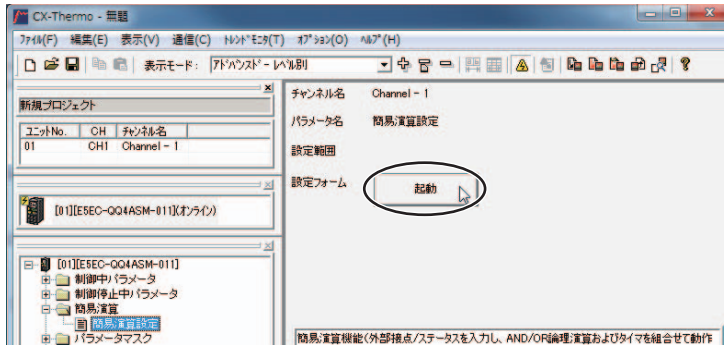 CX-Thermo - 無題
ファイル(F) 編集(E) 表示(V) 通信(C) トレンドモニタ(T) オプション(O) ヘルプ(H)
表示モード: アドバンスド - レベル別
新規プロジェクト
ユニットNo. CH チャンネル名
01 CH1 Channel - 1
[01][E5EC-QQ4ASM-011](オンライン)
[01][E5EC-QQ4ASM-011]
制御中パラメータ
制御停止中パラメータ
簡易演算
簡易演算設定
パラメータマスク
チャンネル名 Channel - 1
パラメータ名 簡易演算設定
設定範囲
設定フォーム 起動
簡易演算機能(外部接点/ステータスを入力し、AND/OR論理演算およびタイマを組合せて動作